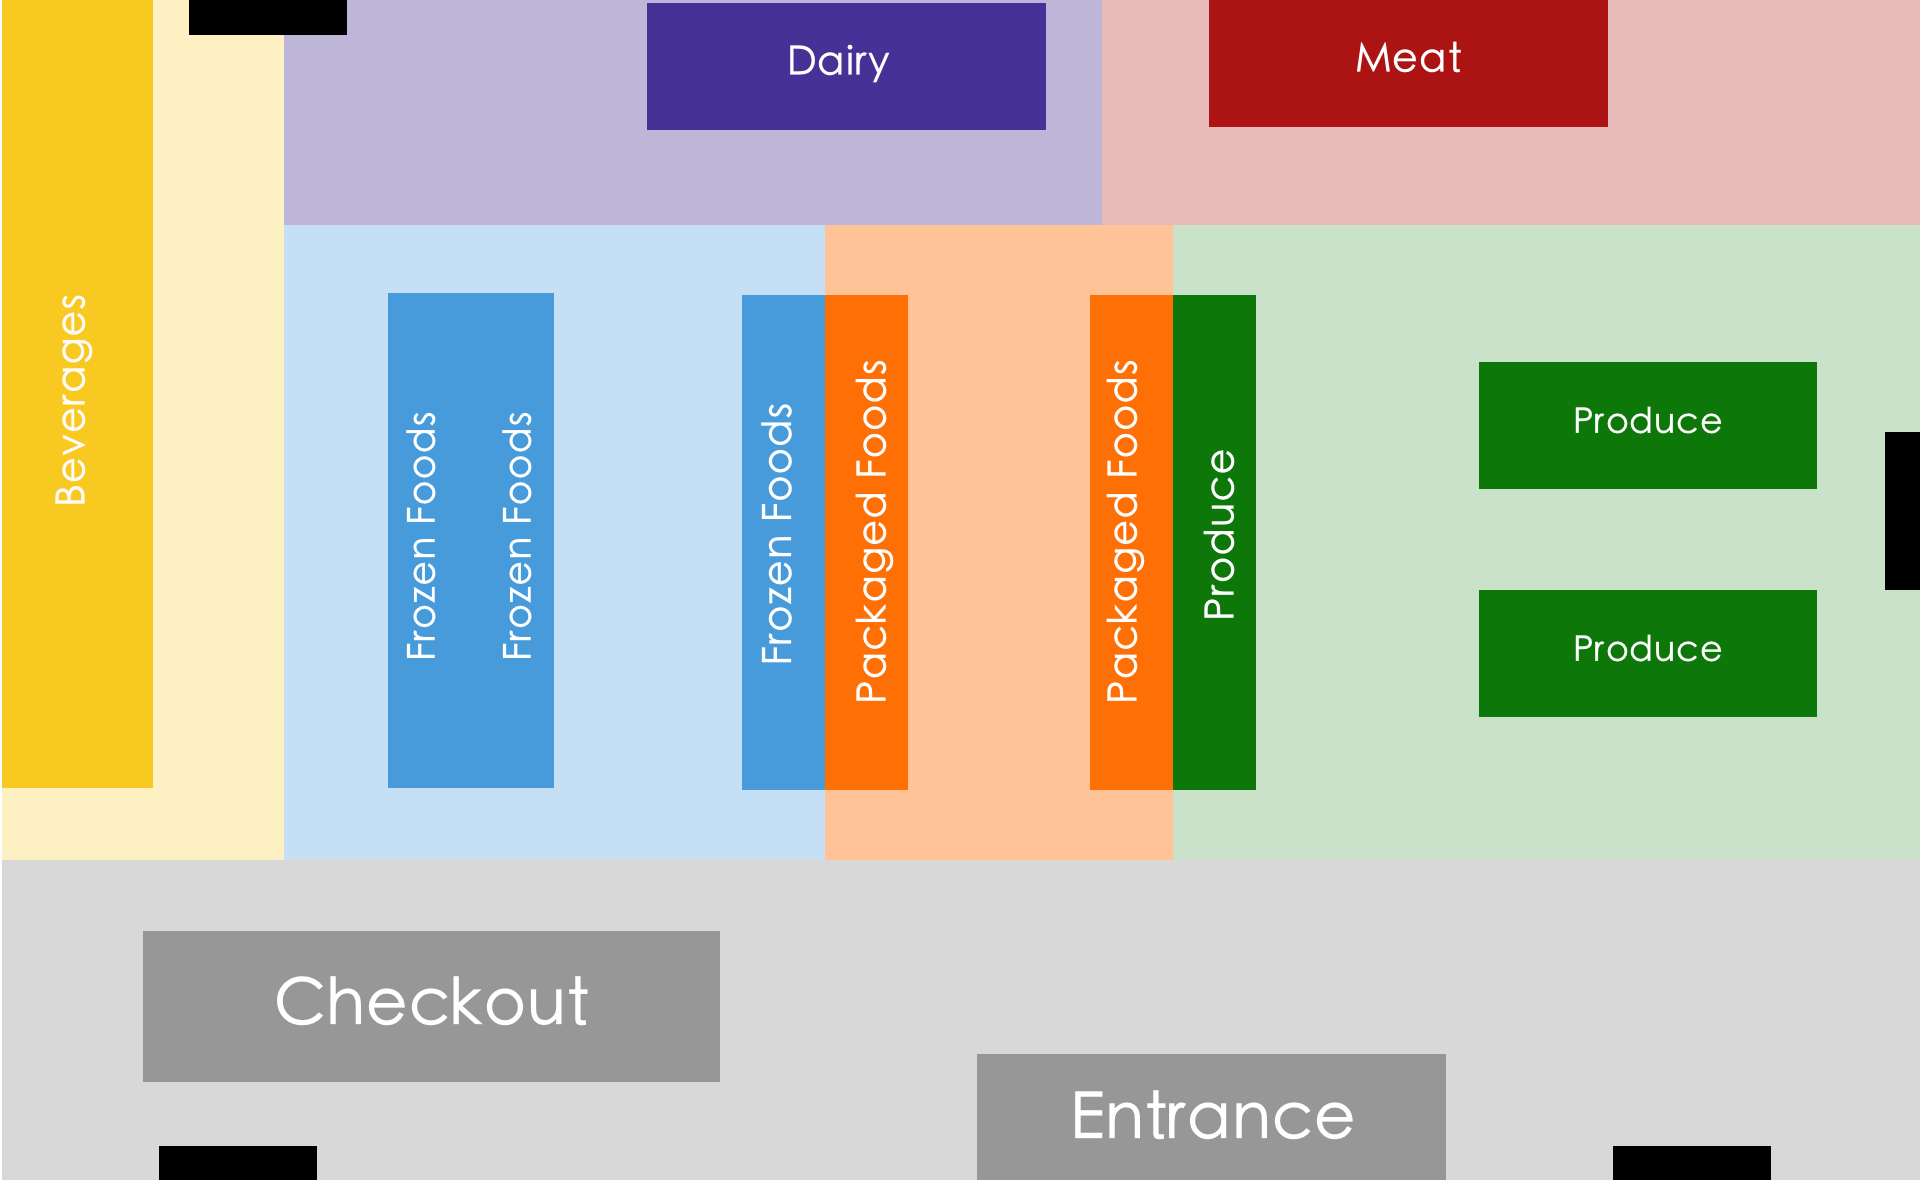 Dairy
Meat
Beverages
Frozen Foods
Frozen Foods
Frozen Foods
Packaged Foods
Packaged Foods
Produce
Produce
Produce
Checkout
Entrance